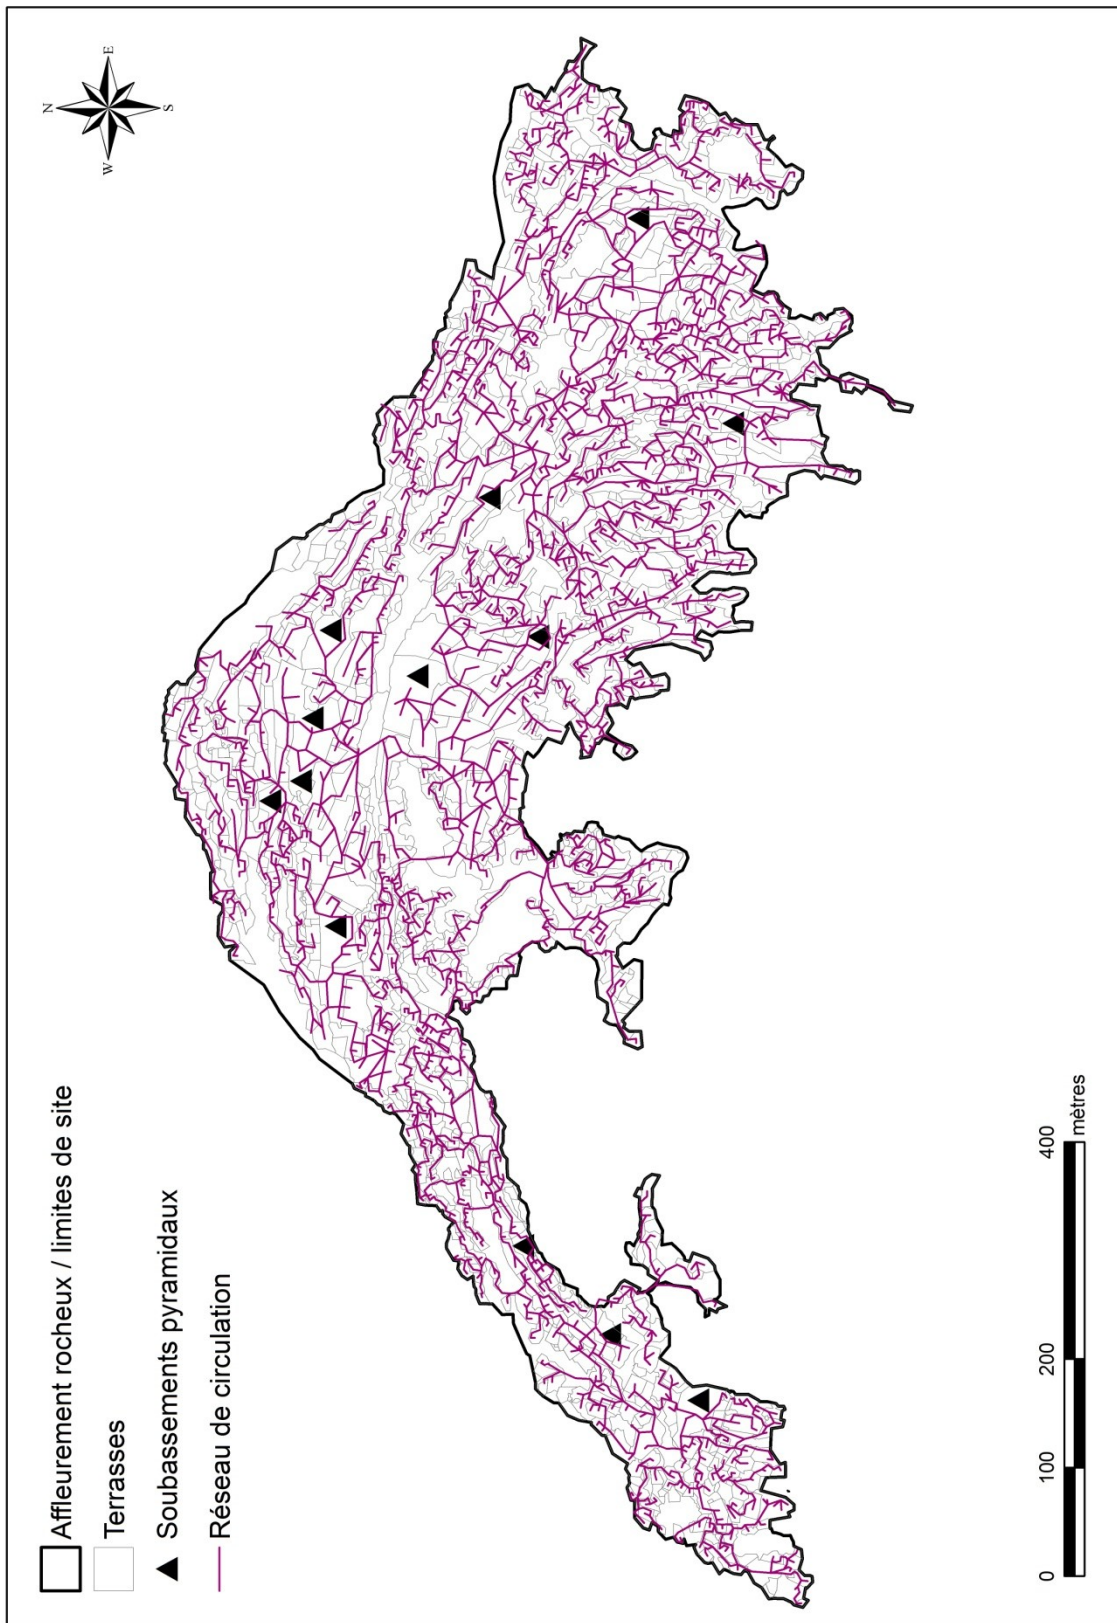 N
W
E
S
Affleurement rocheux / limites de site
Terrasses
Soubassements pyramidaux
Réseau de circulation
0 100 200 400
mètres